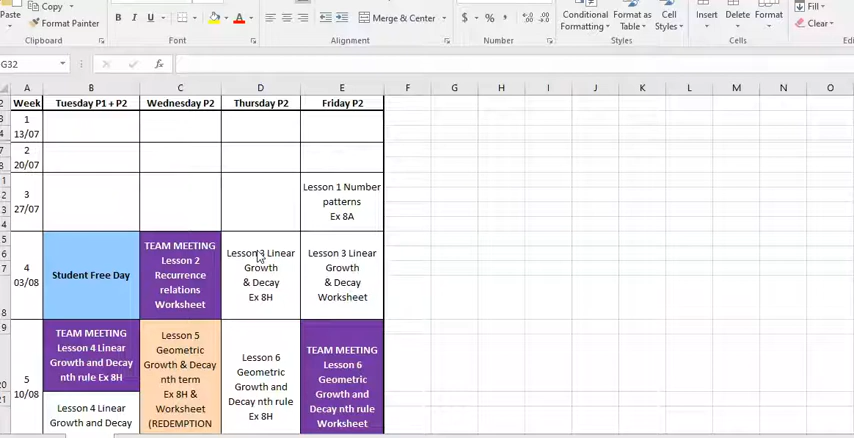 Copy
Format Painter
Clipboard
B I U
Font
Merge & Center
Alignment
$ % ,
Number
Conditional
Formatting
Format as
Table
Cell
Styles
Styles
Insert
Delete
Format
Cells
Fill
Clear
G32
fx
A B C D E F G H I J K L M N O
Week
Tuesday P1 + P2
Wednesday P2
Thursday P2
Friday P2
1
13/07
2
20/07
3
27/07
Lesson 1 Number
patterns
Ex 8A
4
03/08
Student Free Day
TEAM MEETING
Lesson 2
Recurrence
relations
Worksheet
Lesson 3 Linear
Growth
& Decay
Ex 8H
Lesson 3 Linear
Growth
& Decay
Worksheet
5
10/08
TEAM MEETING
Lesson 4 Linear
Growth and Decay
nth rule Ex 8H
Lesson 4 Linear
Growth and Decay
Lesson 5
Geometric
Growth & Decay
nth term
Ex 8H &
Worksheet
(REDEMPTION
Lesson 6
Geometric
Growth and
Decay nth rule
Ex 8H
TEAM MEETING
Lesson 6
Geometric
Growth and
Decay nth rule
Worksheet